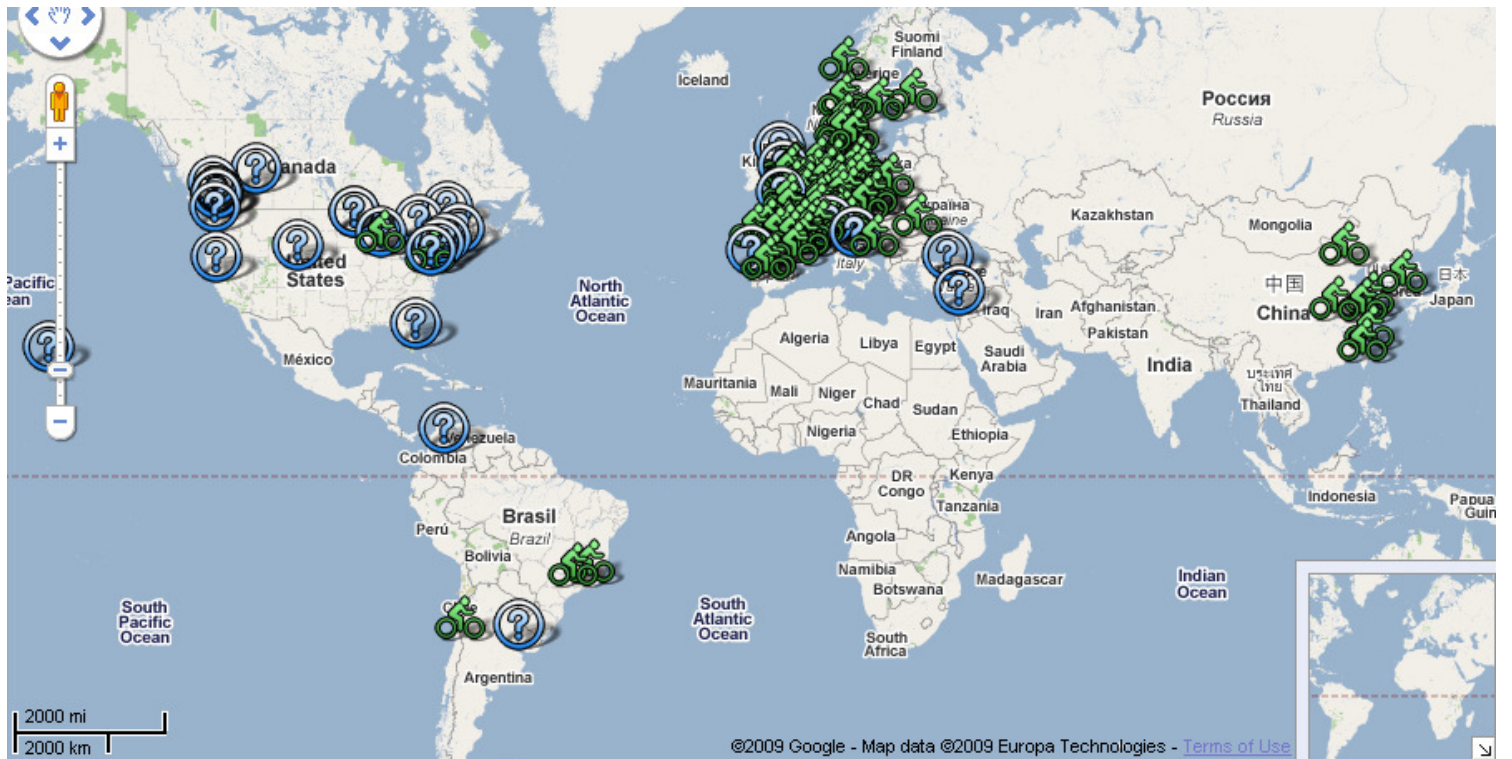 Suomi
Finland
Iceland
Россия
Russia
Canada
Kazakhstan
Mongolia
United
States
Pacific
North
Atlantic
Ocean
Italy
中国
China
日本
Japan
Iraq
Iran
Afghanistan
Pakistan
México
Algeria
Libya
Egypt
Saudi
Arabia
India
ประเทศ
ไทย
Thailand
Mauritania
Mali
Niger
Chad
Sudan
Nigeria
Ethiopia
Venezuela
Colombia
DR
Congo
Kenya
Tanzania
Indonesia
Papua
Guin
Perú
Brasil
Brazil
Bolivia
Angola
Namibia
Botswana
Madagascar
Indian
Ocean
South
Pacific
Ocean
South
Atlantic
Ocean
South
Africa
Argentina
2000 mi
2000 km
©2009 Google - Map data ©2009 Europa Technologies - Terms of Use